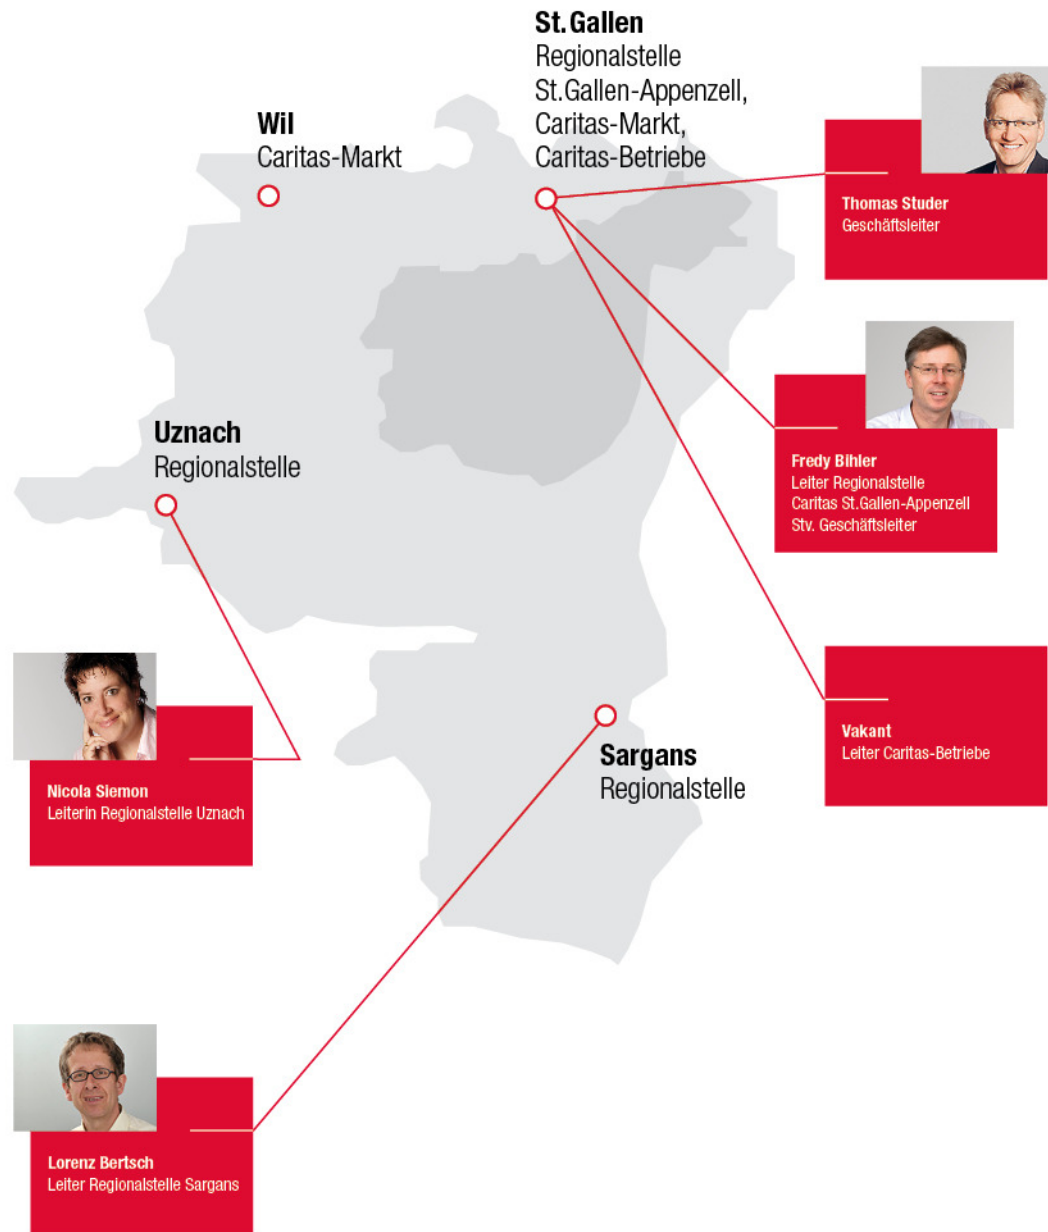 St.Gallen
Regionalstelle
St.Gallen-Appenzell,
Caritas-Markt,
Caritas-Betriebe
Wil
Caritas-Markt
Thomas Studer
Geschäftsleiter
Fredy Bihler
Leiter Regionalstelle
Caritas St.Gallen-Appenzell
Stv. Geschäftsleiter
Uznach
Regionalstelle
Vakant
Leiter Caritas-Betriebe
Sargans
Regionalstelle
Nicola Siemon
Leiterin Regionalstelle Uznach
Lorenz Bertsch
Leiter Regionalstelle Sargans